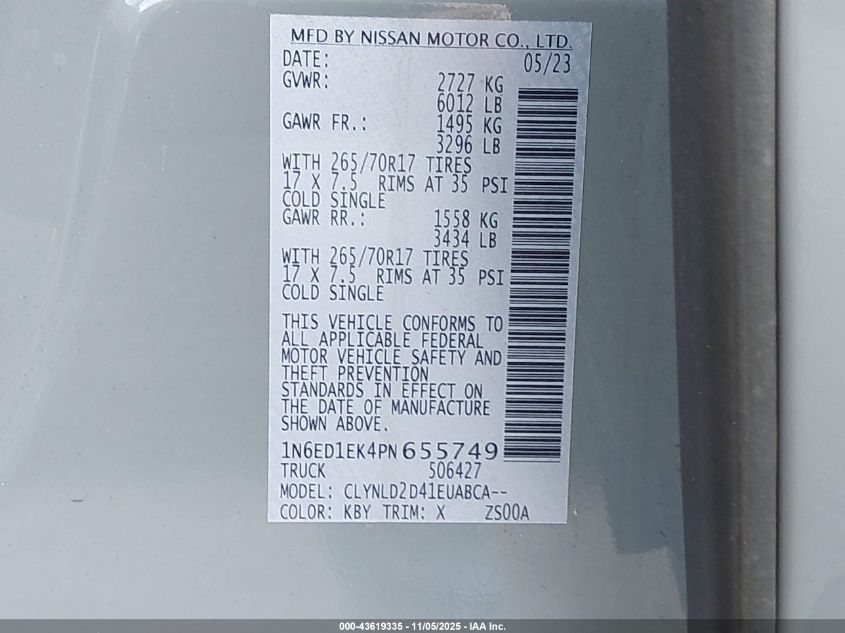 MFD BY NISSAN MOTOR CO., LTD.
DATE: 05/23
GVWR: 2727 KG
6012 LB
GAWR FR.: 1495 KG
3296 LB
WITH 265/70R17 TIRES
17 X 7.5 RIMS AT 35 PSI
COLD SINGLE
GAWR RR.: 1558 KG
3434 LB
WITH 265/70R17 TIRES
17 X 7.5 RIMS AT 35 PSI
COLD SINGLE
THIS VEHICLE CONFORMS TO
ALL APPLICABLE FEDERAL
MOTOR VEHICLE SAFETY AND
THEFT PREVENTION
STANDARDS IN EFFECT ON
THE DATE OF MANUFACTURE
SHOWN ABOVE.
1N6ED1EK4PN655749
TRUCK 506427
MODEL: CLYNLD2D41EUABCA--
COLOR: KBY TRIM: X ZS00A
000-43619335 - 11/05/2025 - IAA Inc.